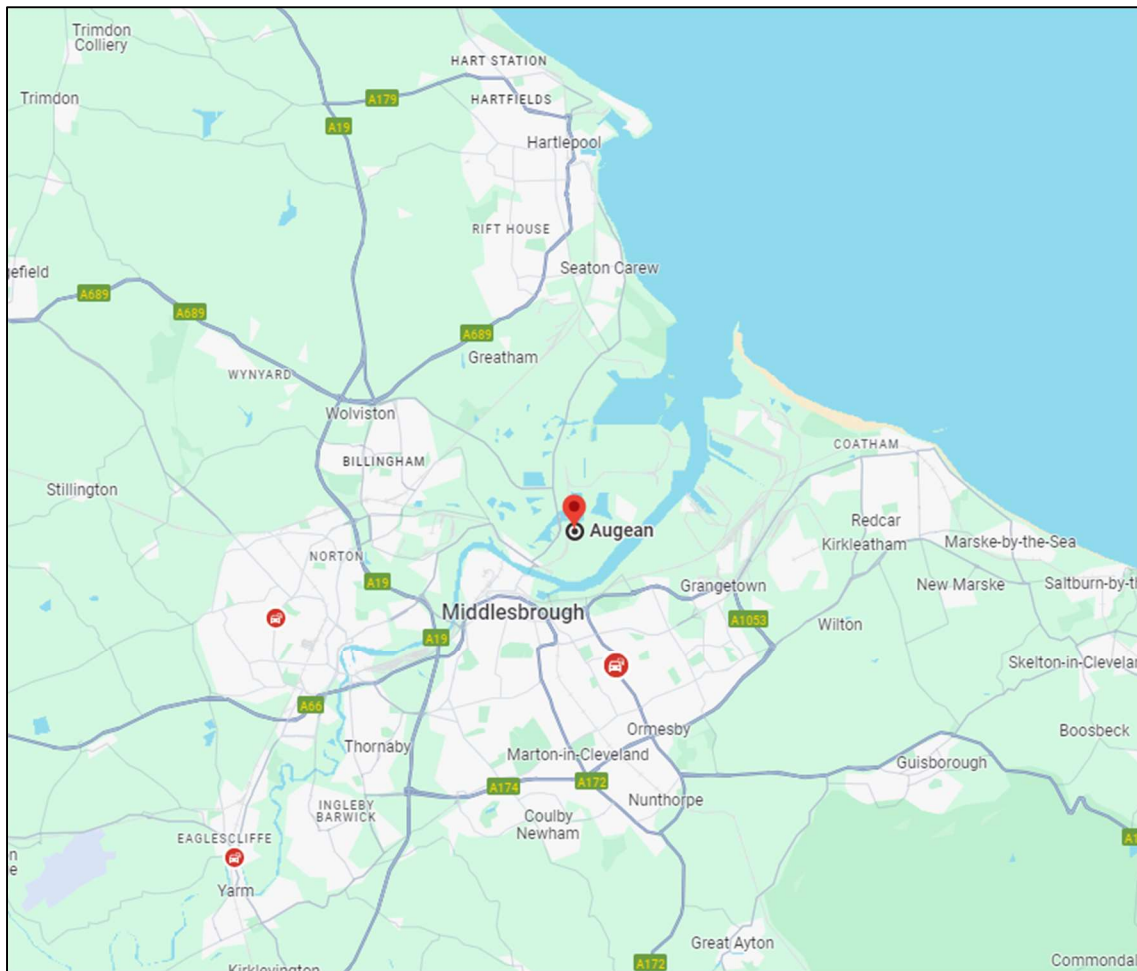 Trimdon
Colliery
HART STATION
Trimdon
A179
HARTFIELDS
A19
Hartlepool
RIFT HOUSE
Seaton Carew
gefield
A689
A689
A689
Greatham
WYNYARD
Wolviston
COATHAM
BILLINGHAM
Stillington
Redcar
Augean
Kirkleatham
Marske-by-the-Sea
NORTON
A19
Grangetown
New Marske
Saltburn-by-th
Middlesbrough
A1053
Wilton
A19
Skelton-in-Clevelan
A66
Ormesby
Boosbeck
Thornaby
Marton-in-Cleveland
Guisborough
A174
A172
Nunthorpe
INGLEBY
BARWICK
Coulby
Newham
EAGLESCLIFFE
A1
n
e
Yarm
Great Ayton
Commonda
A172
Kirklevington